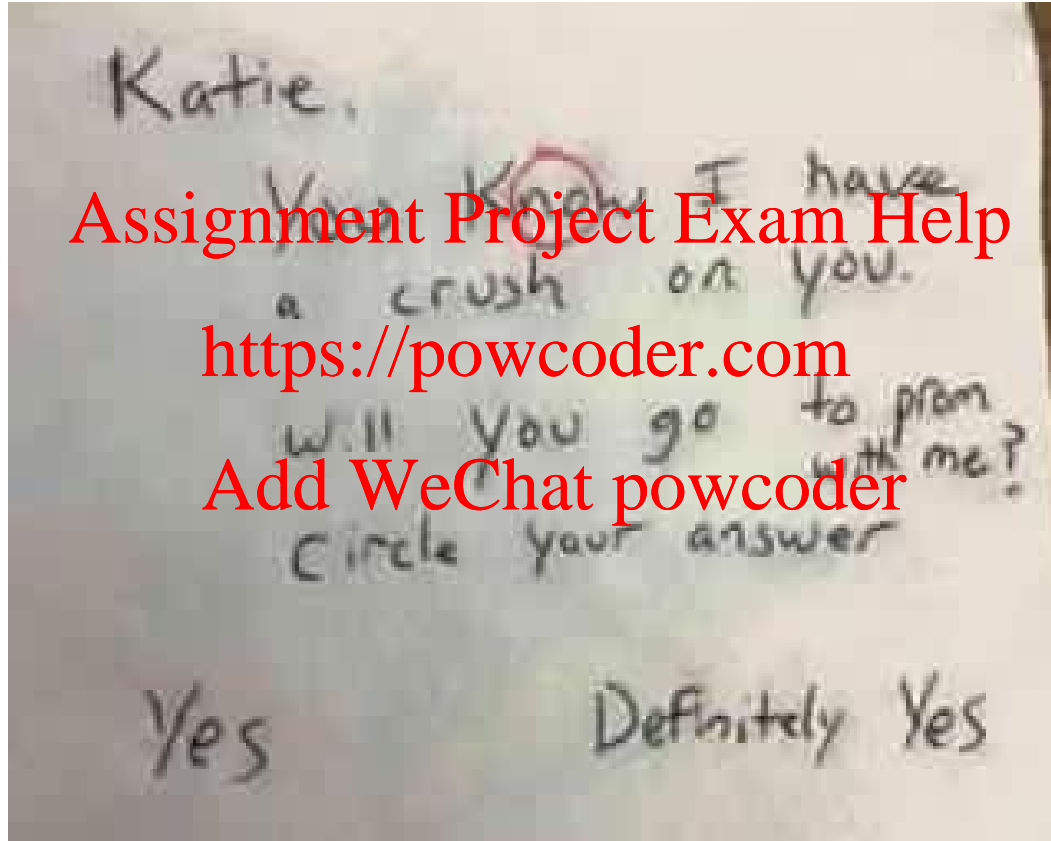 Katie,
You Know I have
Assignment Project Exam Help
a crush on you.
https://powcoder.com
will you go to prom
with me?
Add WeChat powcoder
Circle your answer
Yes Definitely Yes